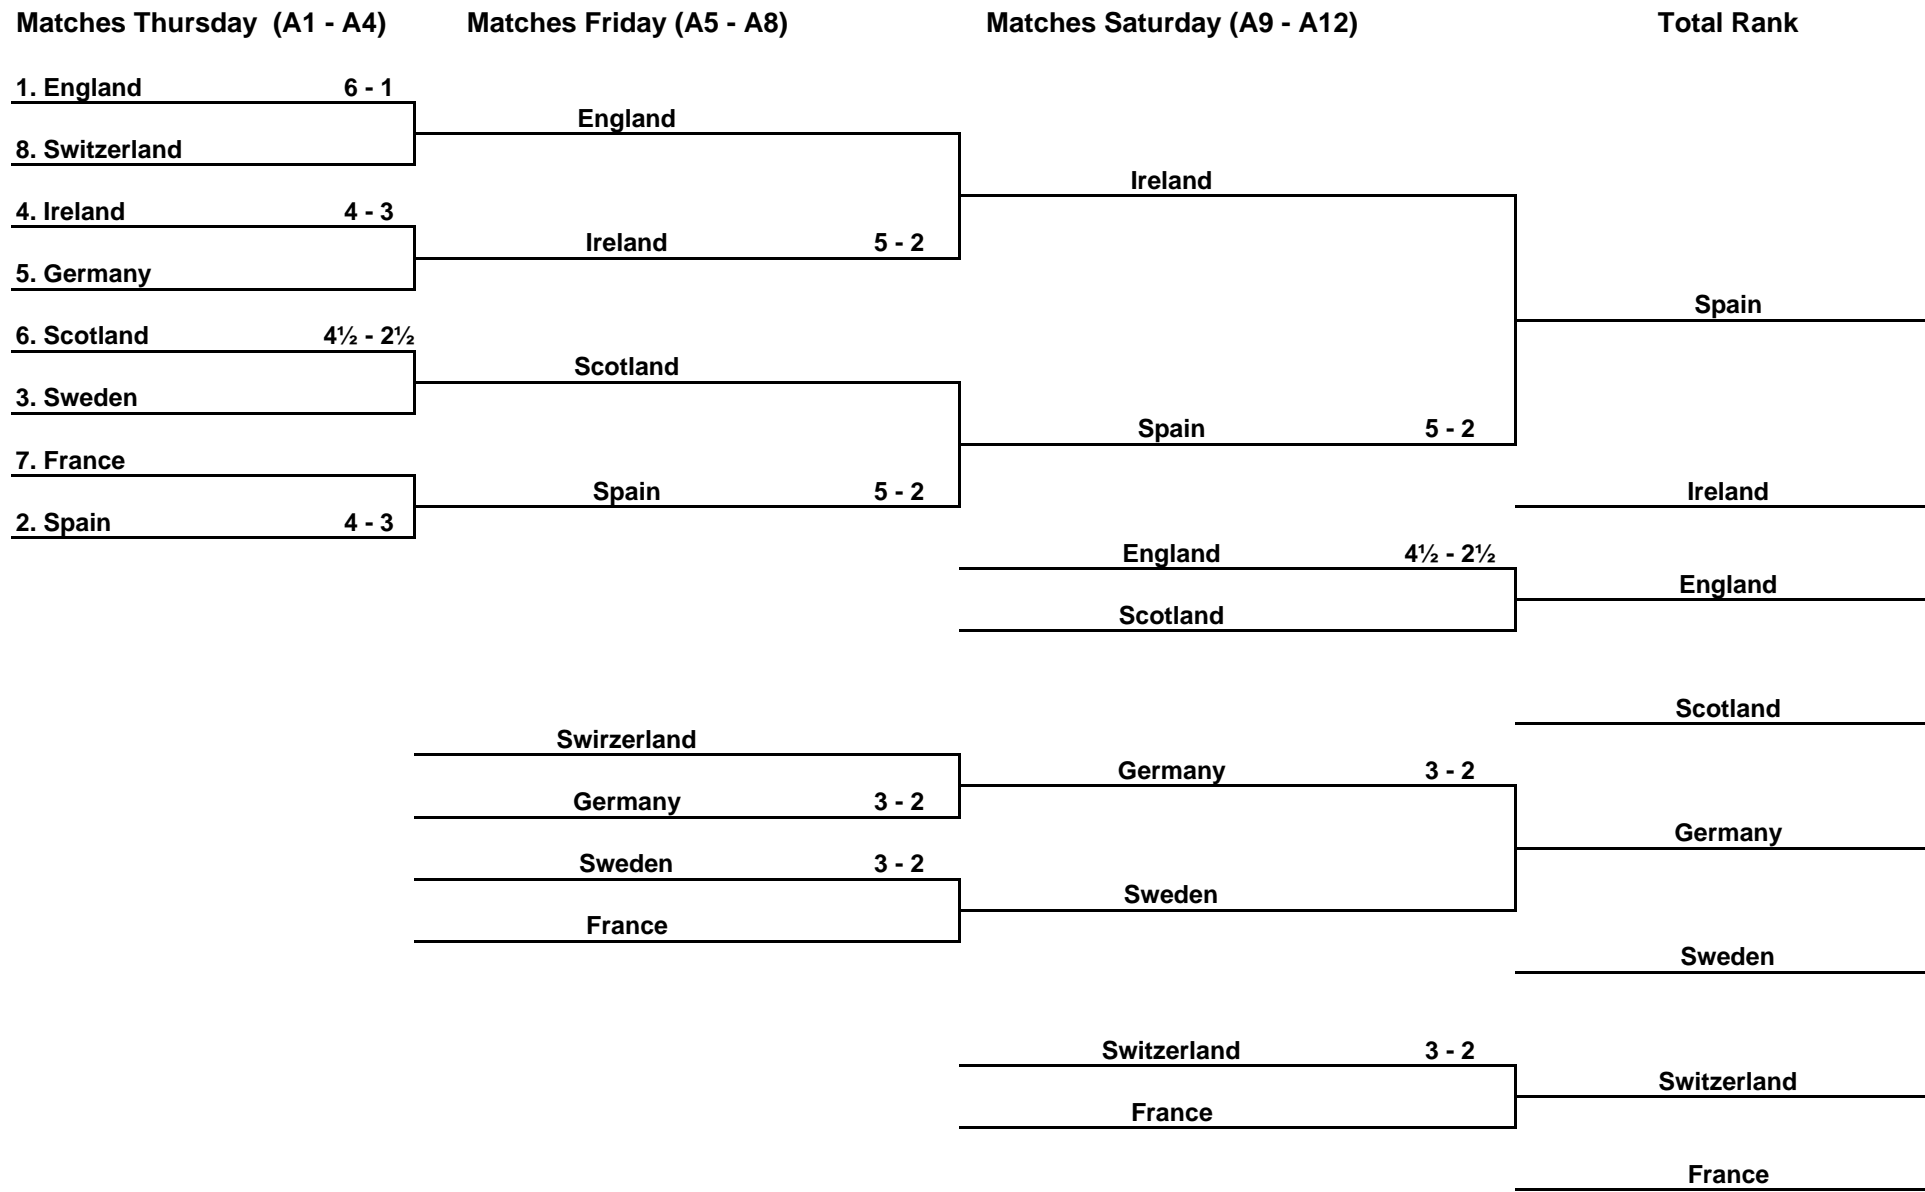 Matches Thursday (A1 - A4) Matches Friday (A5 - A8) Matches Saturday (A9 - A12) Total Rank
1. England 6 - 1
England
8. Switzerland
Ireland
4. Ireland 4 - 3
Ireland 5 - 2
5. Germany
Spain
6. Scotland 4½ - 2½
Scotland
3. Sweden
Spain 5 - 2
7. France
Spain 5 - 2
Ireland
2. Spain 4 - 3
England 4½ - 2½
England
Scotland
Scotland
Swirzerland
Germany 3 - 2
Germany 3 - 2
Germany
Sweden 3 - 2
Sweden
France
Sweden
Switzerland 3 - 2
Switzerland
France
France